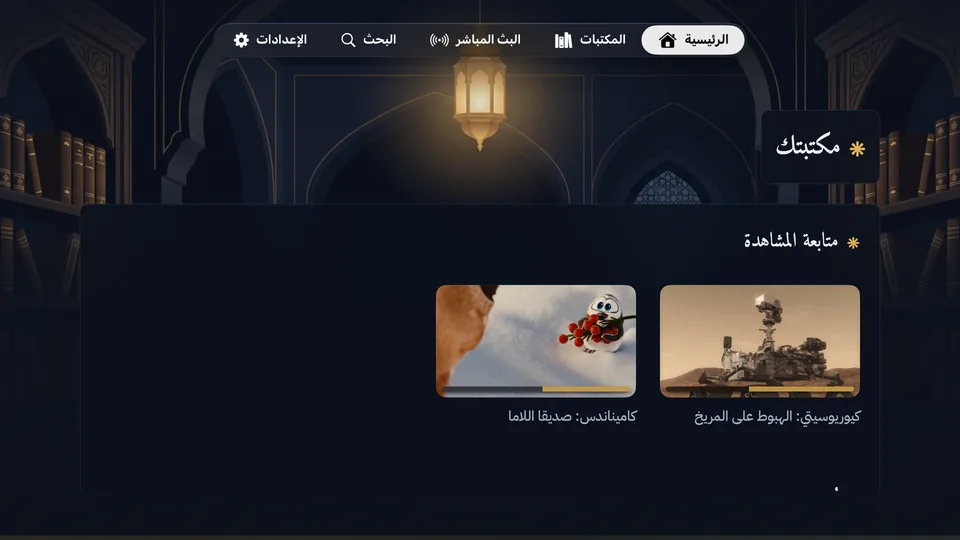 الرئيسية
المكتبات
البث المباشر
البحث
الإعدادات
مكتبتك
متابعة المشاهدة
كيوريوسيتي: الهبوط على المريخ
كاميناندس: صديقا اللاما